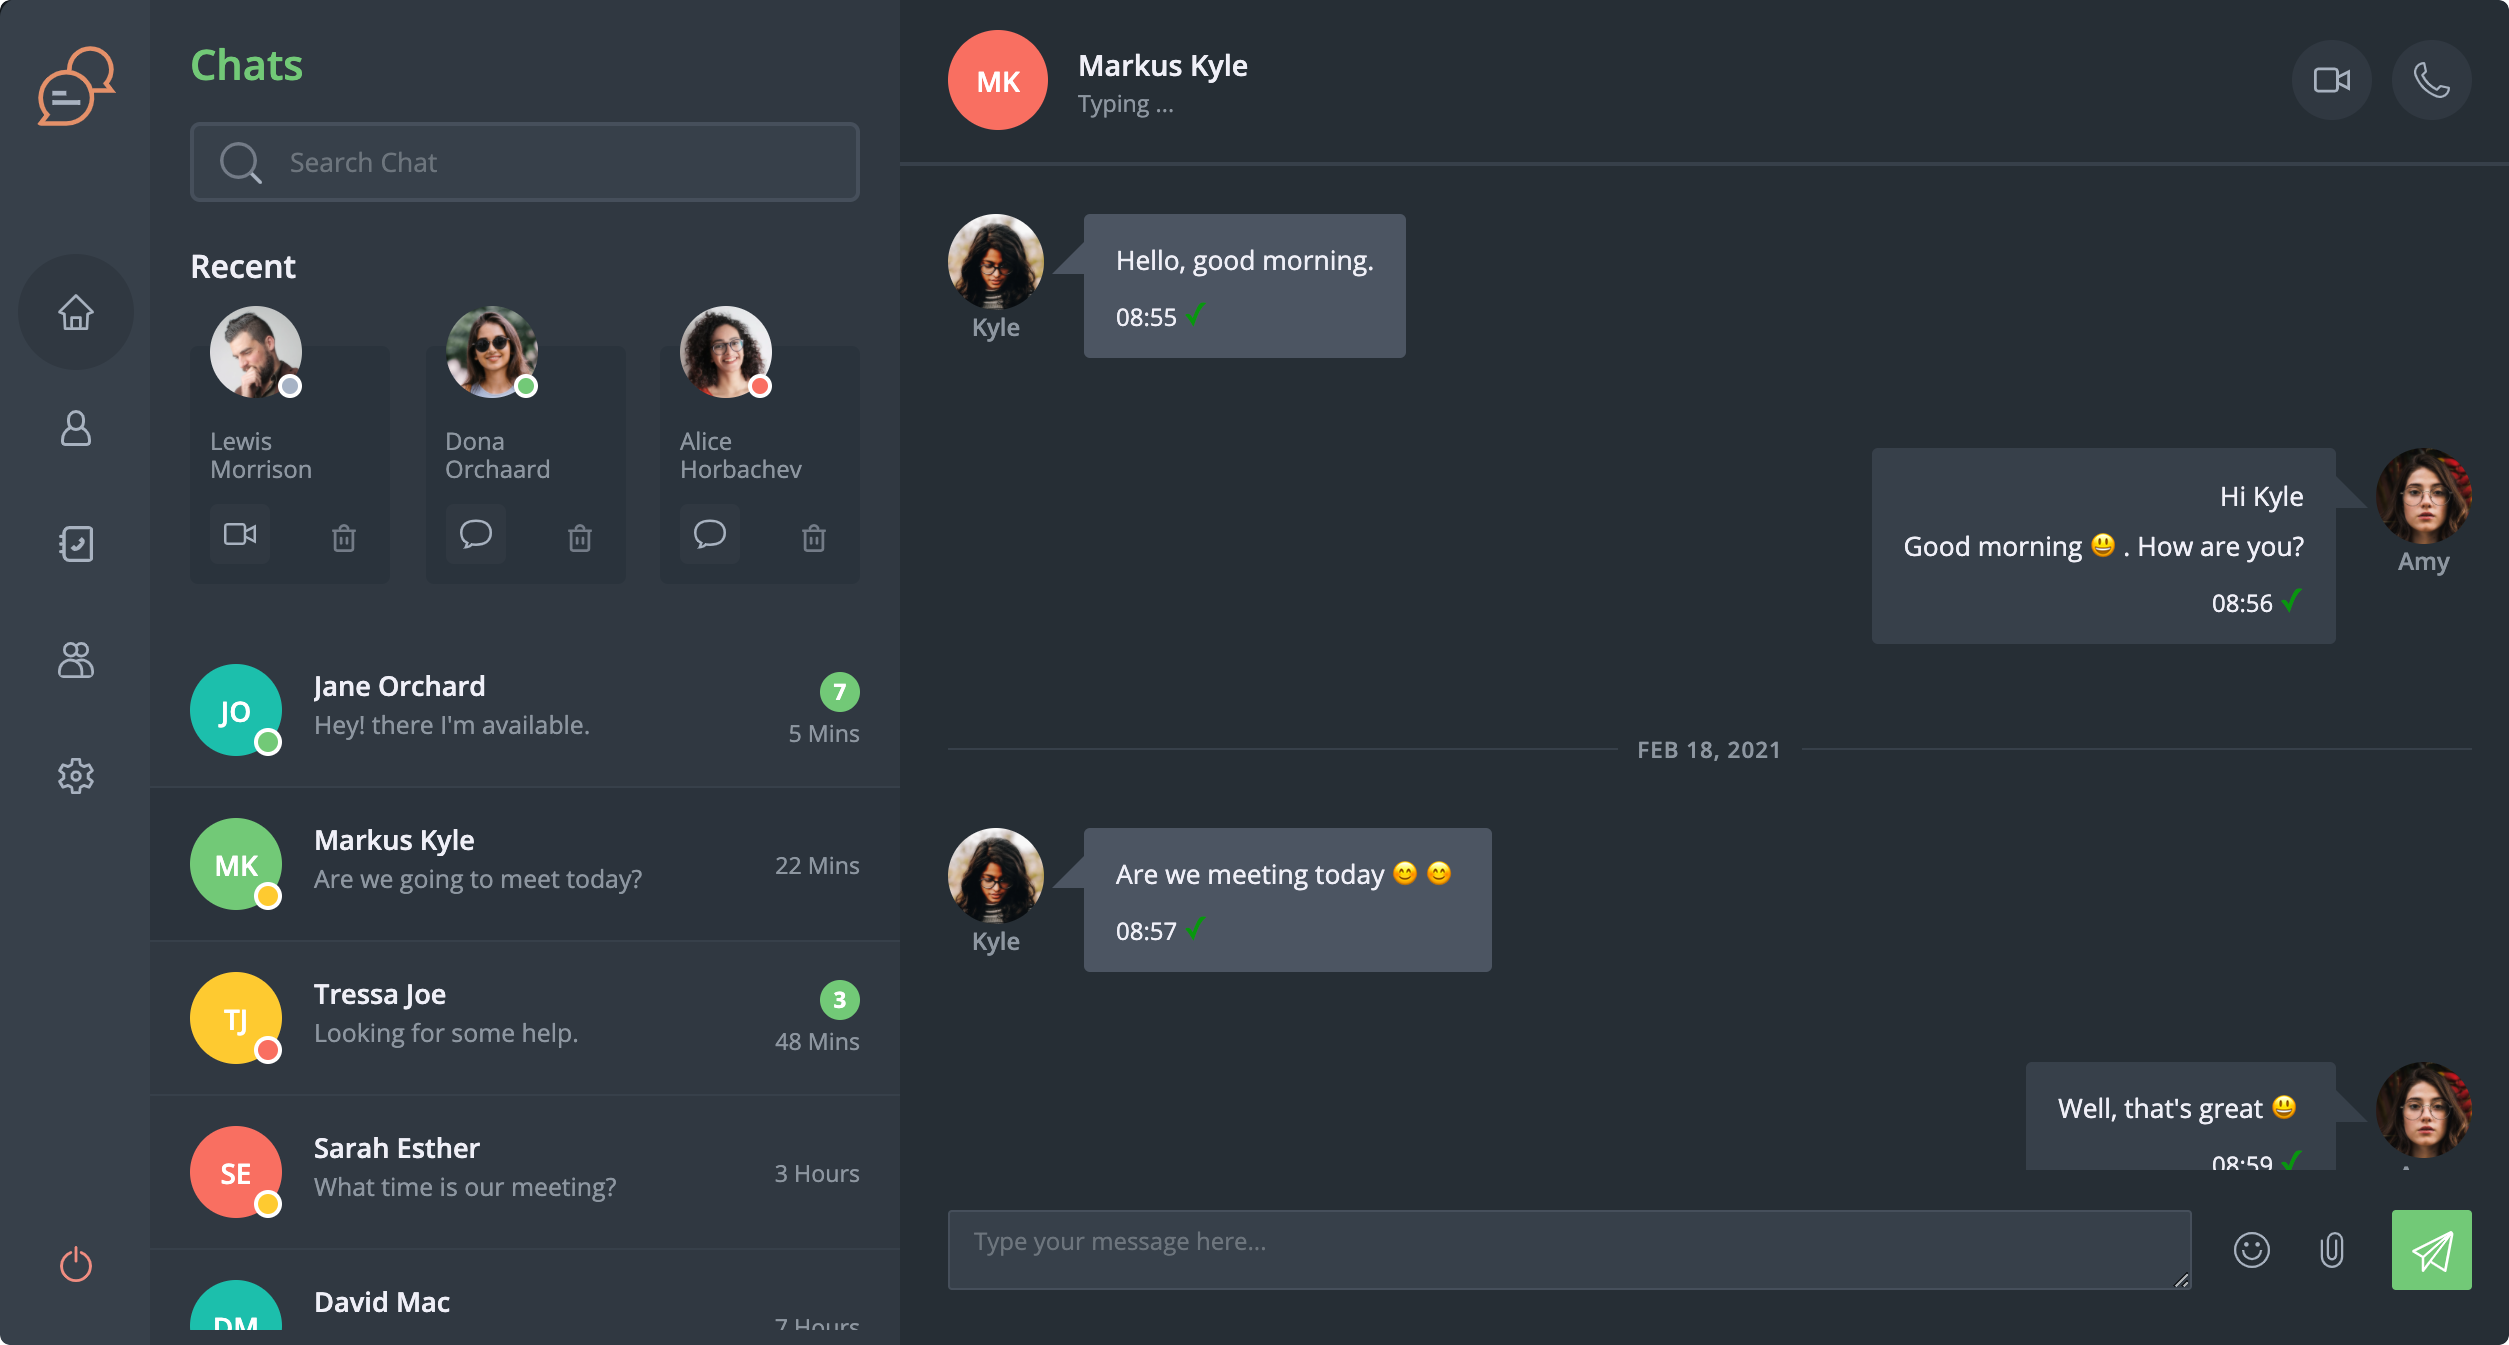 Chats
Search Chat
Recent
Lewis
Morrison
Dona
Orchaard
Alice
Horbachev
JO
Jane Orchard
Hey! there I'm available.
7
5 Mins
MK
Markus Kyle
Are we going to meet today?
22 Mins
TJ
Tressa Joe
Looking for some help.
3
48 Mins
SE
Sarah Esther
What time is our meeting?
3 Hours
DM
David Mac
7 Hours
MK
Markus Kyle
Typing ...
Hello, good morning.
08:55
Kyle
Hi Kyle
Good morning 😃 . How are you?
08:56
Amy
FEB 18, 2021
Are we meeting today 😊 😊
08:57
Kyle
Well, that's great 😃
08:59
Type your message here...